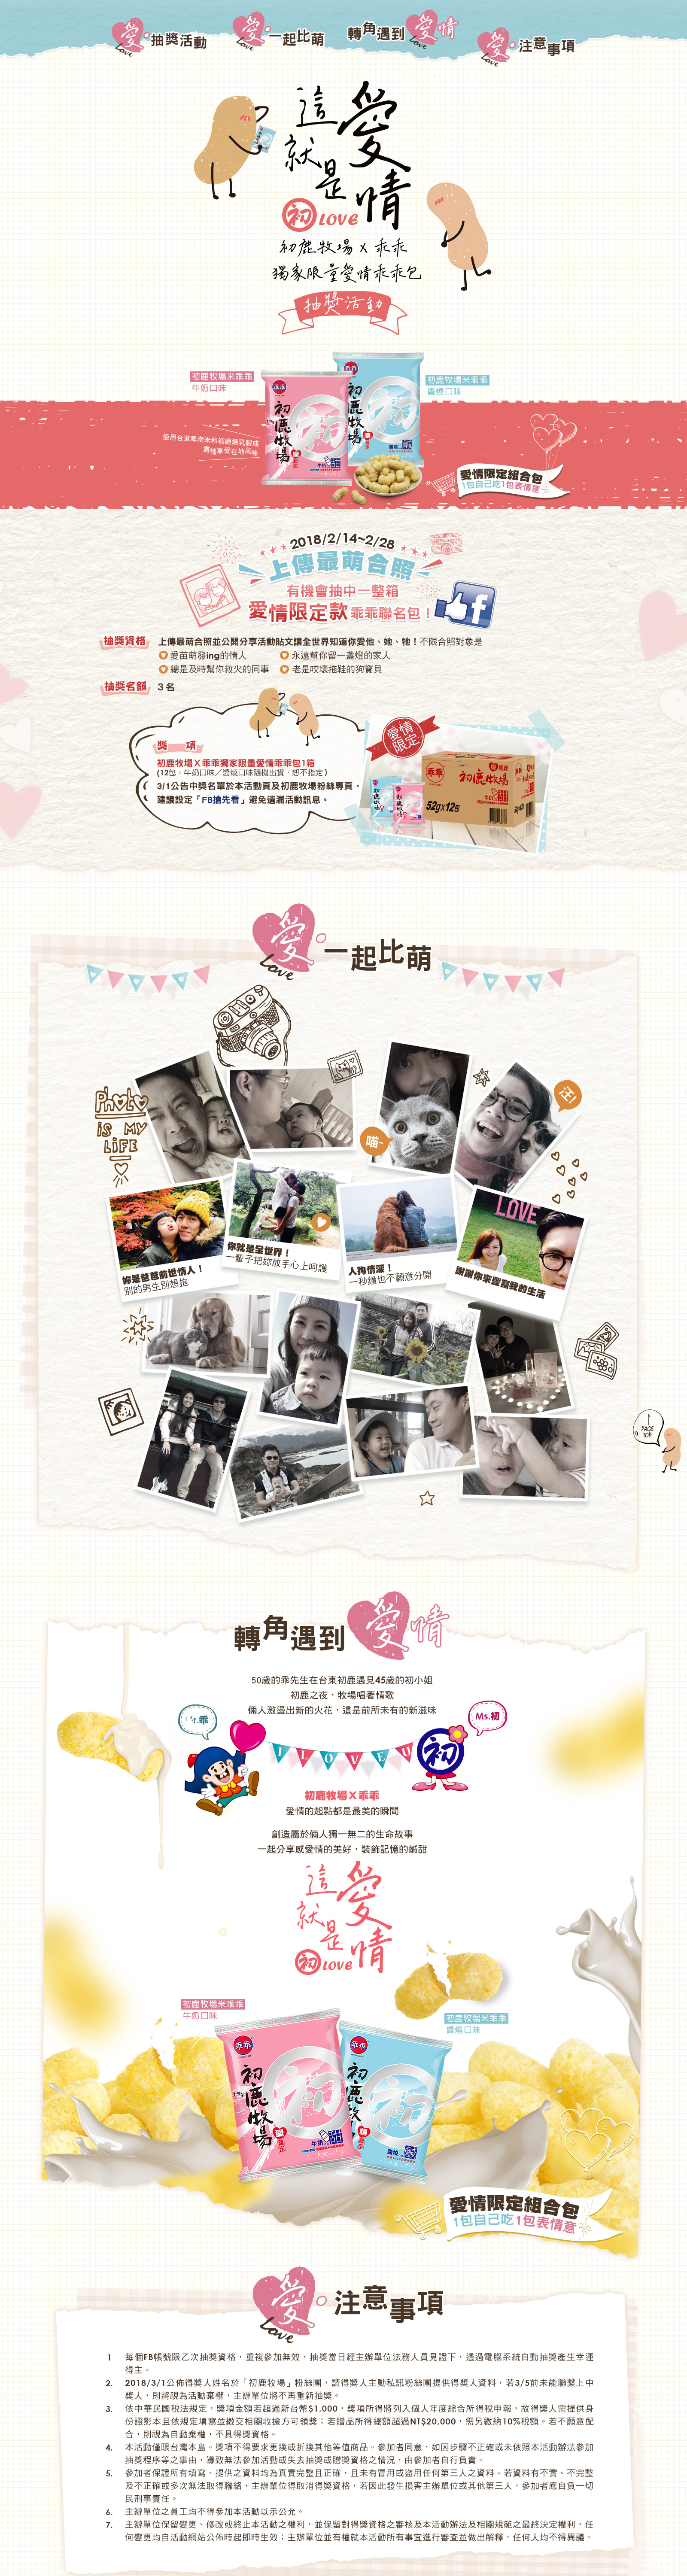 愛 Love 抽獎活動
愛 Love 一起比萌
轉角遇到愛情 Love
愛 Love 注意事項
這就是愛情
初LOVE
初鹿牧場 X 乖乖
獨家限量愛情乖乖包
抽獎活動
初鹿牧場米乖乖
牛奶口味
初鹿牧場米乖乖
醬燒口味
乖乖
初鹿牧場
使用台東卑南米和初鹿煉乳製成
盡情享受在地風味
愛情限定組合包
1包自己吃1包表情意
2018/2/14~2/28
上傳最萌合照
有機會抽中一整箱
愛情限定款乖乖聯名包！
抽獎資格 上傳最萌合照並公開分享活動貼文讓全世界知道你愛他、她、牠！不限合照對象是
愛苗萌發ing的情人 永遠幫你留一盞燈的家人
總是及時幫你救火的同事 老是咬壞拖鞋的狗寶貝
抽獎名額 3 名
獎 項
初鹿牧場X乖乖獨家限量愛情乖乖包1箱
(12包，牛奶口味／醬燒口味隨機出貨，恕不指定)
3/1公告中獎名單於本活動頁及初鹿牧場粉絲專頁，
建議設定「FB搶先看」避免遺漏活動訊息。
愛情限定
乖乖 初鹿牧場
52gX12包
愛 Love 一起比萌
PhoTo
iS MY
LiFE
喵~
汪!
LOVE
妳是爸爸前世情人！
別的男生別想抱
你就是全世界！
一輩子把妳放手心上呵護
人狗情深！
一秒鐘也不願意分開
謝謝你來豐富我的生活
PAGE
TOP
轉角遇到愛情
50歲的乖先生在台東初鹿遇見45歲的初小姐
初鹿之夜，牧場唱著情歌
倆人激盪出新的火花，這是前所未有的新滋味
Mr.乖
Ms.初
I LOVE U
初
初鹿牧場X乖乖
愛情的起點都是最美的瞬間
創造屬於倆人獨一無二的生命故事
一起分享感愛情的美好，裝飾記憶的鹹甜
這就是愛情
初LOVE
初鹿牧場米乖乖
牛奶口味
初鹿牧場米乖乖
醬燒口味
乖乖
初鹿牧場
愛情限定組合包
1包自己吃1包表情意
愛 Love 注意事項
1 每個FB帳號限乙次抽獎資格，重複參加無效，抽獎當日經主辦單位法務人員見證下，透過電腦系統自動抽獎產生幸運
得主。
2. 2018/3/1公佈得獎人姓名於「初鹿牧場」粉絲團，請得獎人主動私訊粉絲團提供得獎人資料，若3/5前未能聯繫上中
獎人，則將視為活動棄權，主辦單位將不再重新抽獎。
3. 依中華民國稅法規定，獎項金額若超過新台幣$1,000，獎項所得將列入個人年度綜合所得稅申報，故得獎人需提供身
份證影本且依規定填寫並繳交相關收據方可領獎；若贈品所得總額超過NT$20,000，需另繳納10%稅額。若不願意配
合，則視為自動棄權，不具得獎資格。
4. 本活動僅限台灣本島。獎項不得要求更換或折換其他等值商品。參加者同意，如因步驟不正確或未依照本活動辦法參加
抽獎程序等之事由，導致無法參加活動或失去抽獎或贈獎資格之情況，由參加者自行負責。
5. 參加者保證所有填寫、提供之資料均為真實完整且正確，且未有冒用或盜用任何第三人之資料。若資料有不實、不完整
及不正確或多次無法取得聯絡，主辦單位得取消得獎資格，若因此發生損害主辦單位或其他第三人，參加者應自負一切
民刑事責任。
6. 主辦單位之員工均不得參加本活動以示公允。
7. 主辦單位保留變更、修改或終止本活動之權利，並保留對得獎資格之審核及本活動辦法及相關規範之最終決定權利，任
何變更均自活動網站公佈時起即時生效；主辦單位並有權就本活動所有事宜進行審查並做出解釋，任何人均不得異議。